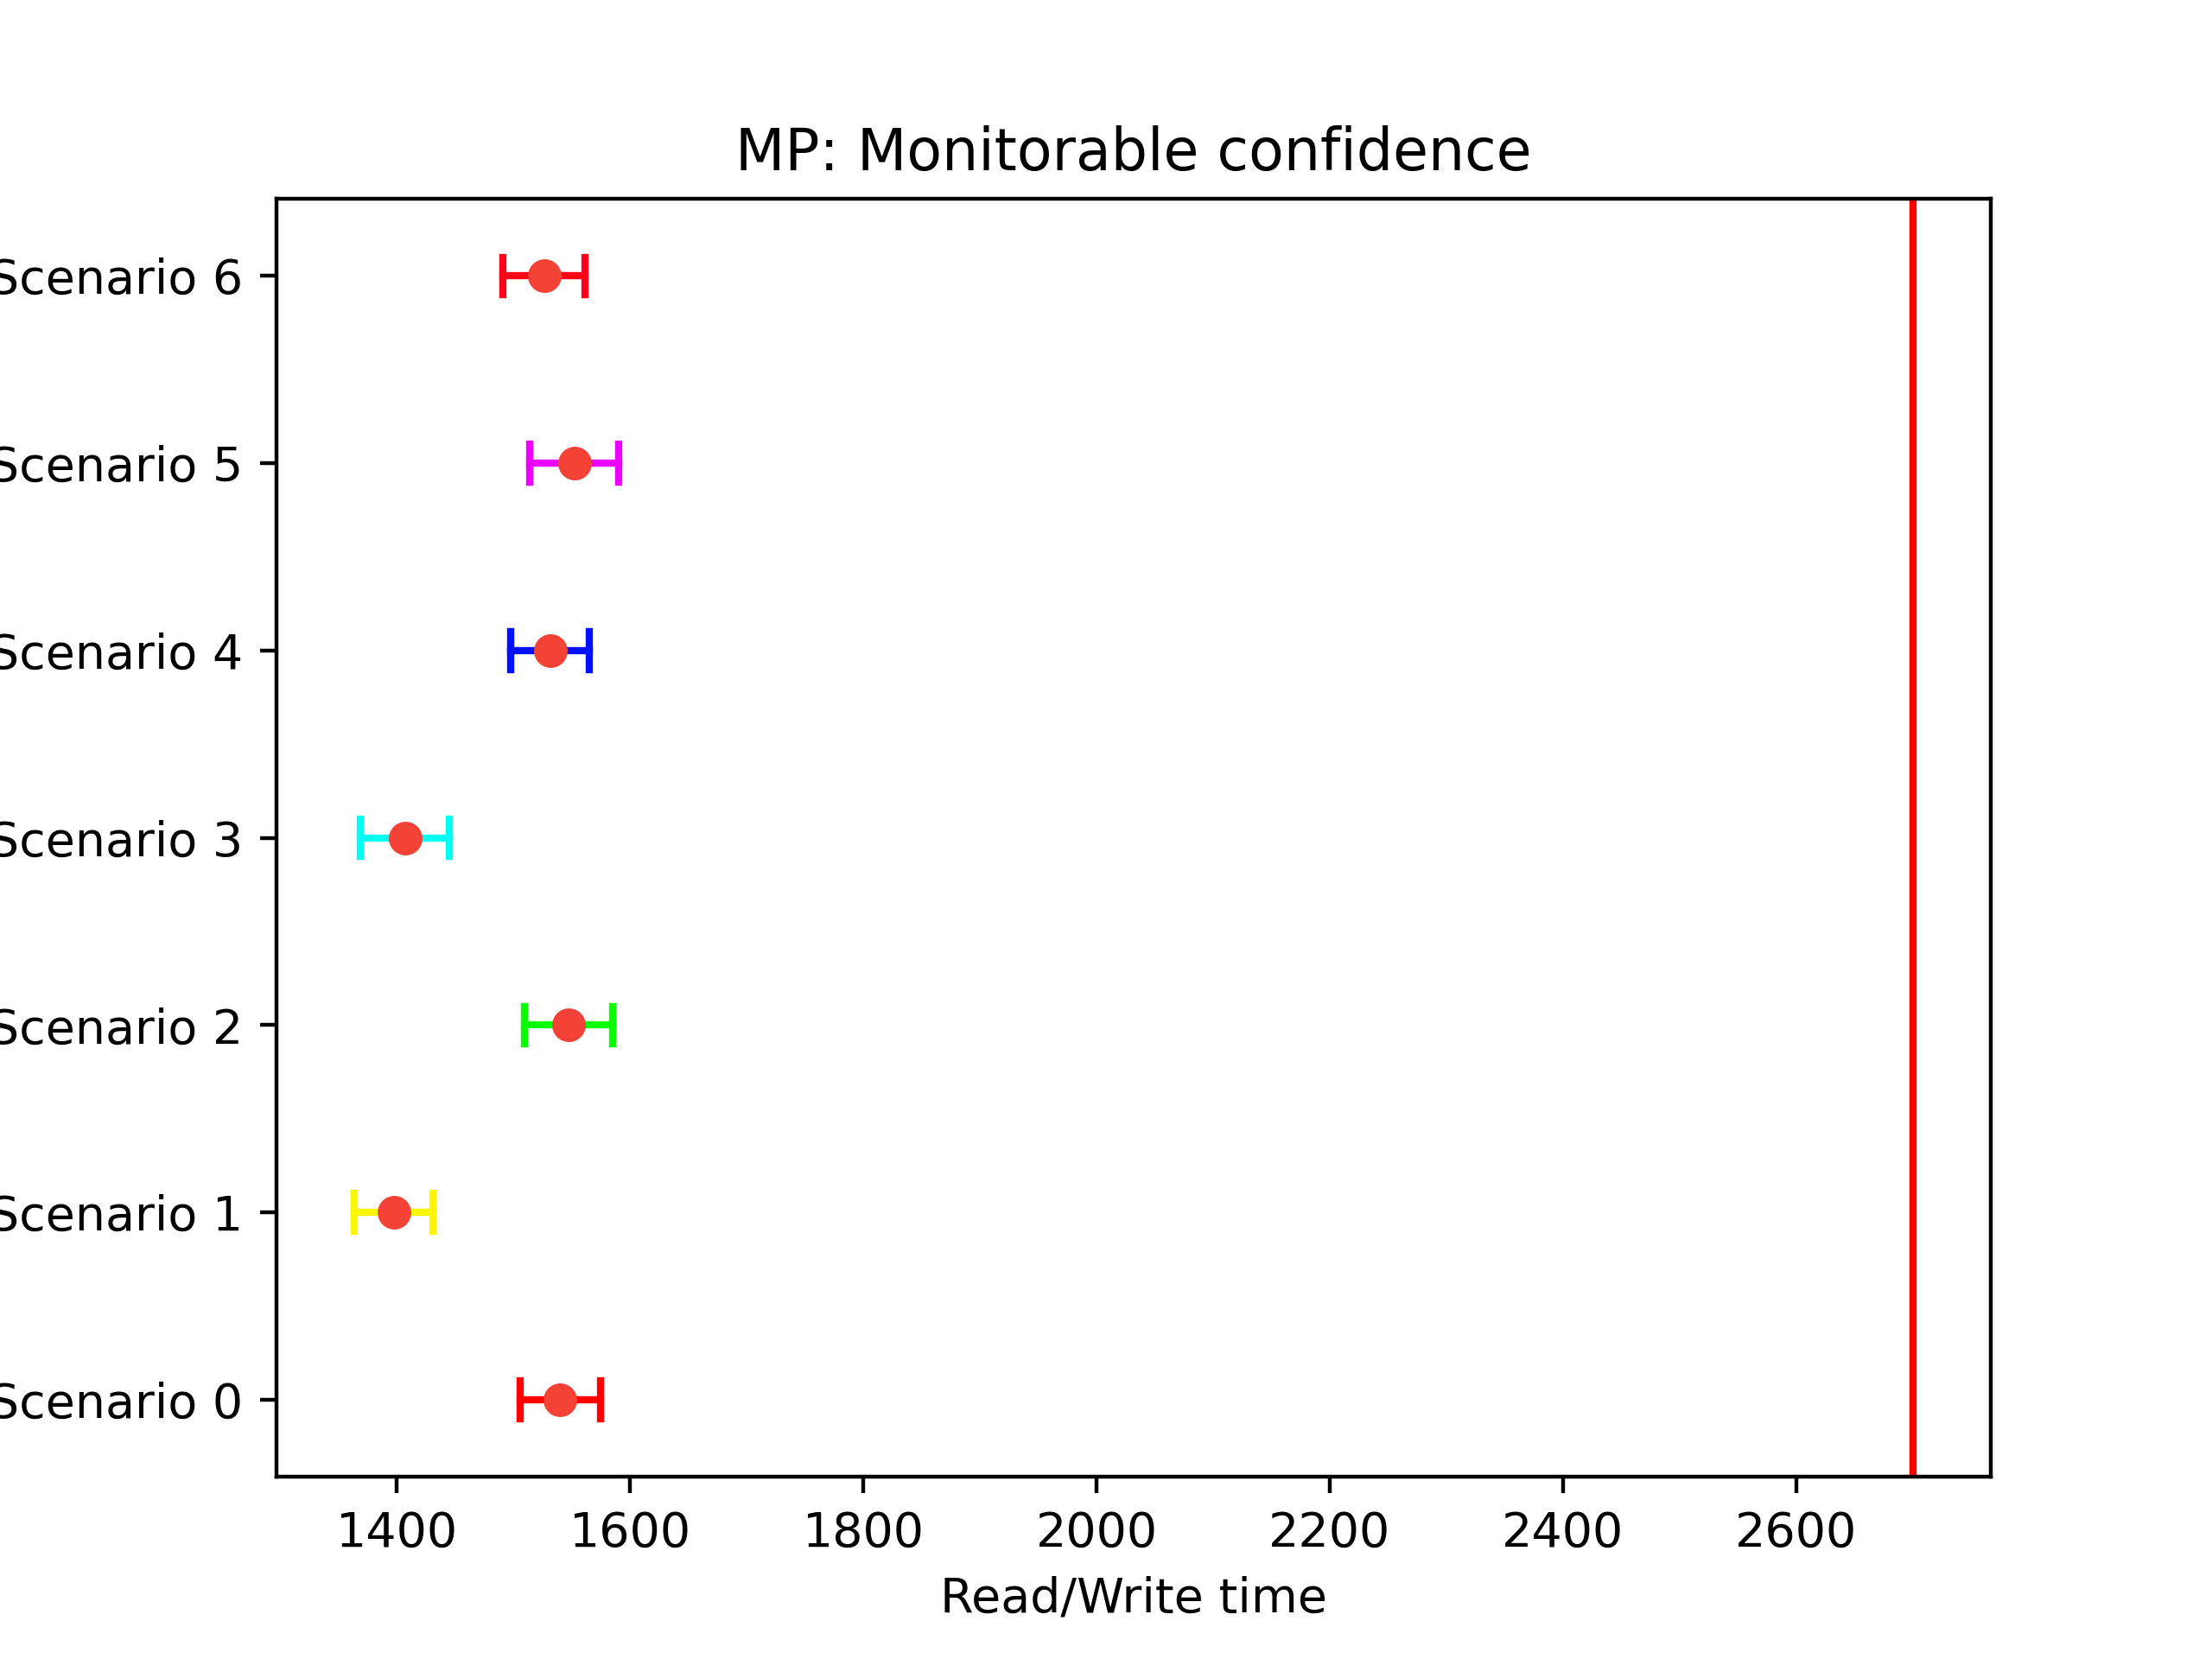 MP: Monitorable confidence
Scenario 6
Scenario 5
Scenario 4
Scenario 3
Scenario 2
Scenario 1
Scenario 0
1400 1600 1800 2000 2200 2400 2600
Read/Write time